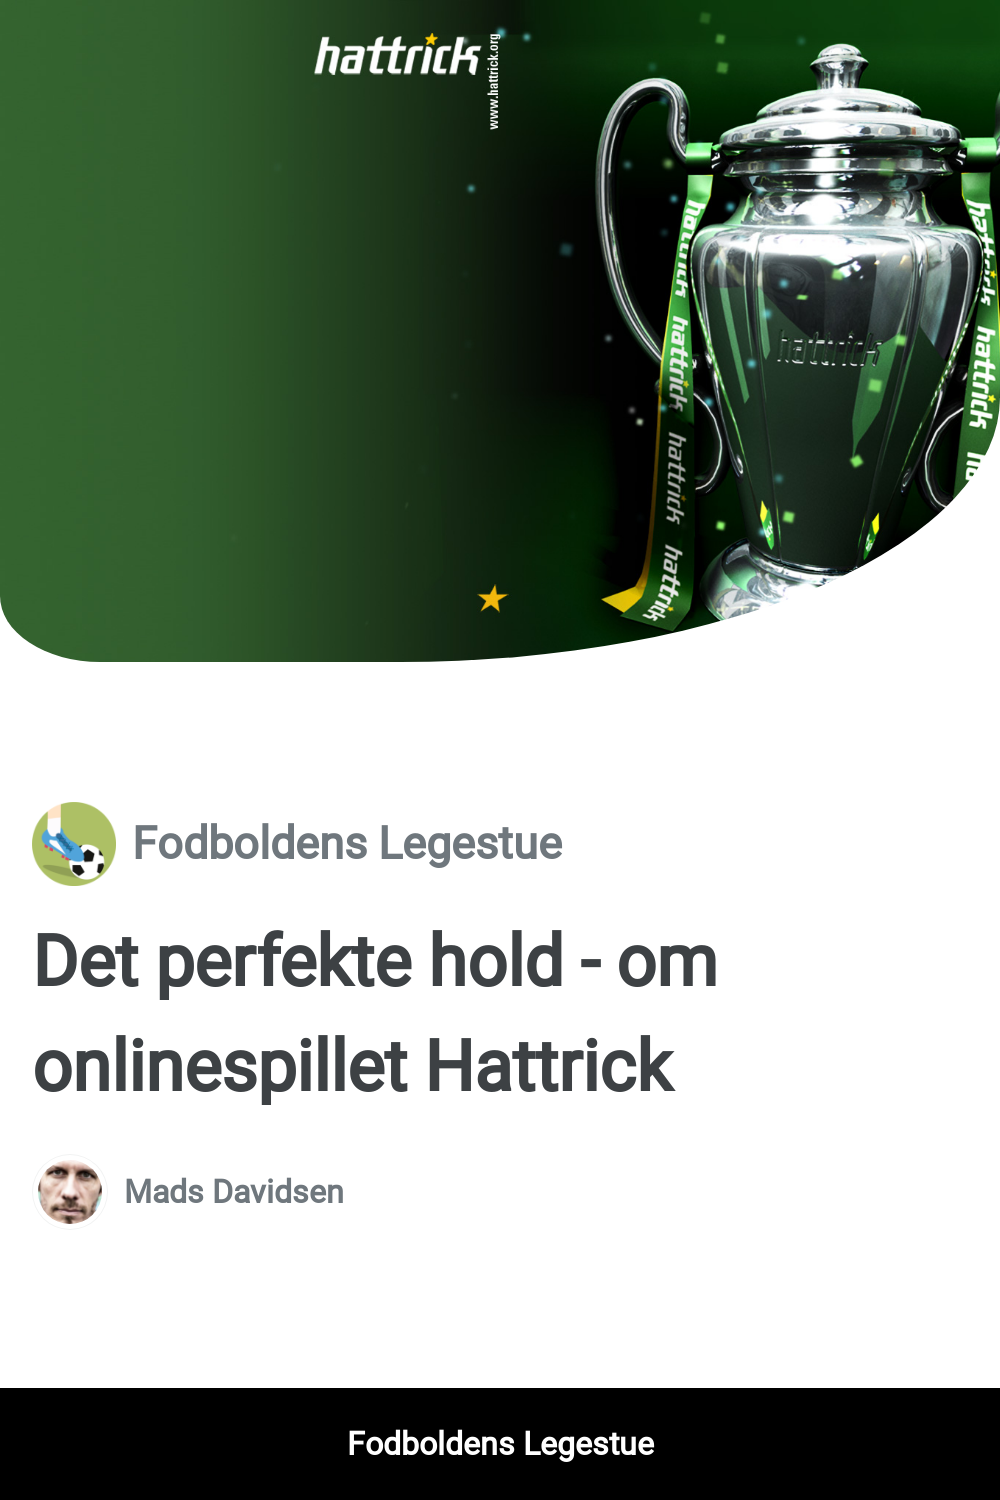 hattrick
www.hattrick.org
hattrick
hattrick
hattrick
hattrick
hattrick
hattrick
hattrick
Fodboldens Legestue
Det perfekte hold - om
onlinespillet Hattrick
Mads Davidsen
Fodboldens Legestue